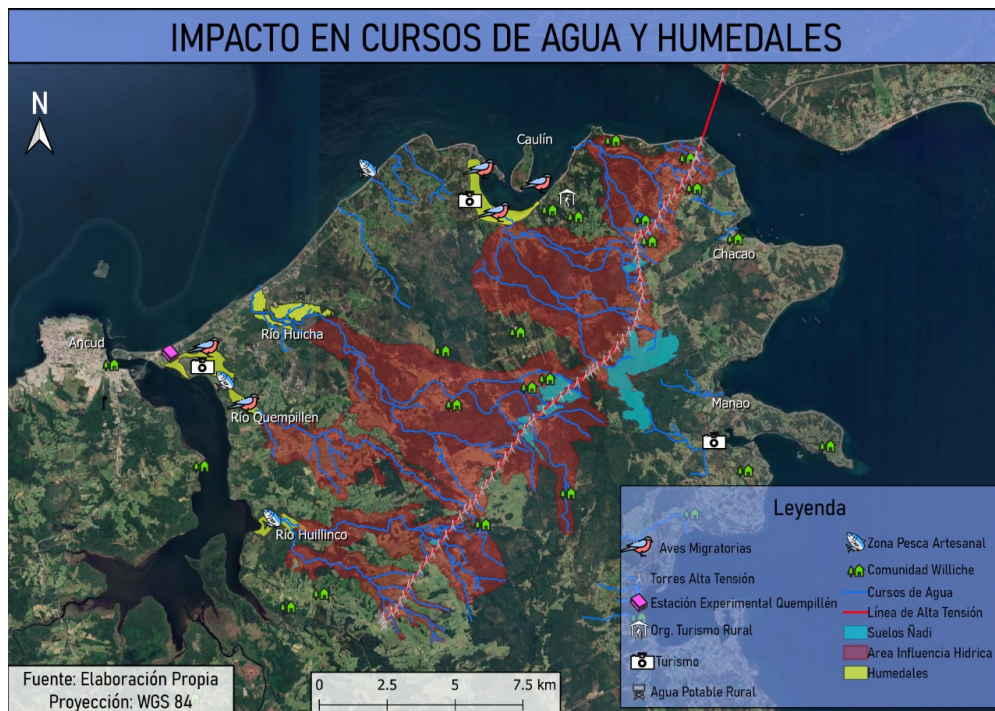 IMPACTO EN CURSOS DE AGUA Y HUMEDALES
N
Caulín
Chacao
Río Huicha
Ancud
Río Quempillen
Manao
Río Huillinco
Leyenda
Aves Migratorias
Torres Alta Tensión
Estación Experimental Quempillén
Org. Turismo Rural
Turismo
Agua Potable Rural
Zona Pesca Artesanal
Comunidad Williche
Cursos de Agua
Línea de Alta Tensión
Suelos Ñadi
Area Influencia Hidrica
Humedales
Fuente: Elaboración Propia
Proyección: WGS 84
0 2.5 5 7.5 km